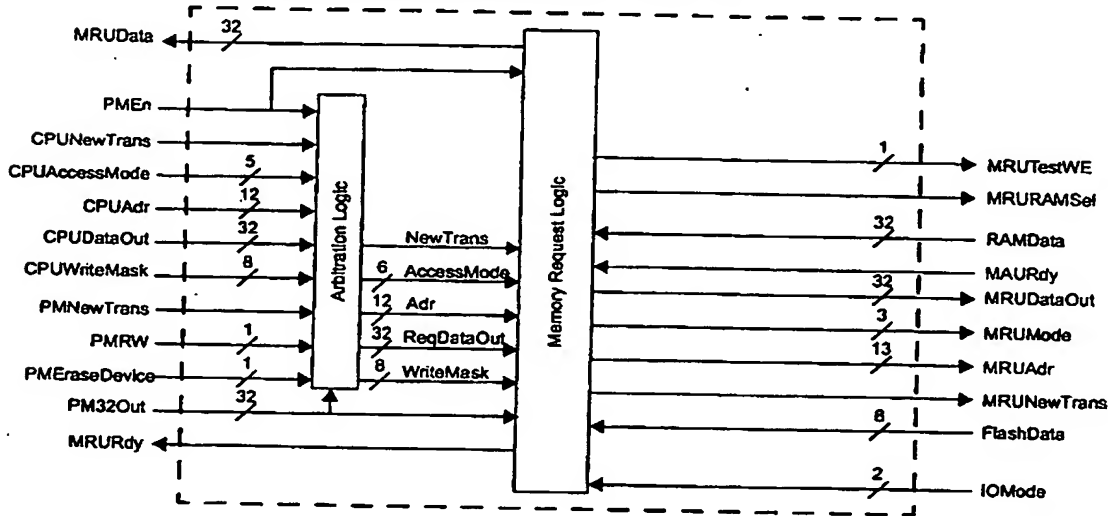 MRUData
32
PMEn
CPUNewTrans
CPUAccessMode
5
CPUAdr
12
CPUDataOut
32
CPUWriteMask
8
PMNewTrans
PMRW
1
PMEraseDevice
1
PM32Out
32
MRURdy
Arbitration Logic
NewTrans
6
AccessMode
12
Adr
32
ReqDataOut
8
WriteMask
Memory Request Logic
1
MRUTestWE
MRURAMSel
32
RAMData
MAURdy
32
MRUDataOut
3
MRUMode
13
MRUAdr
MRUNewTrans
8
FlashData
2
IOMode